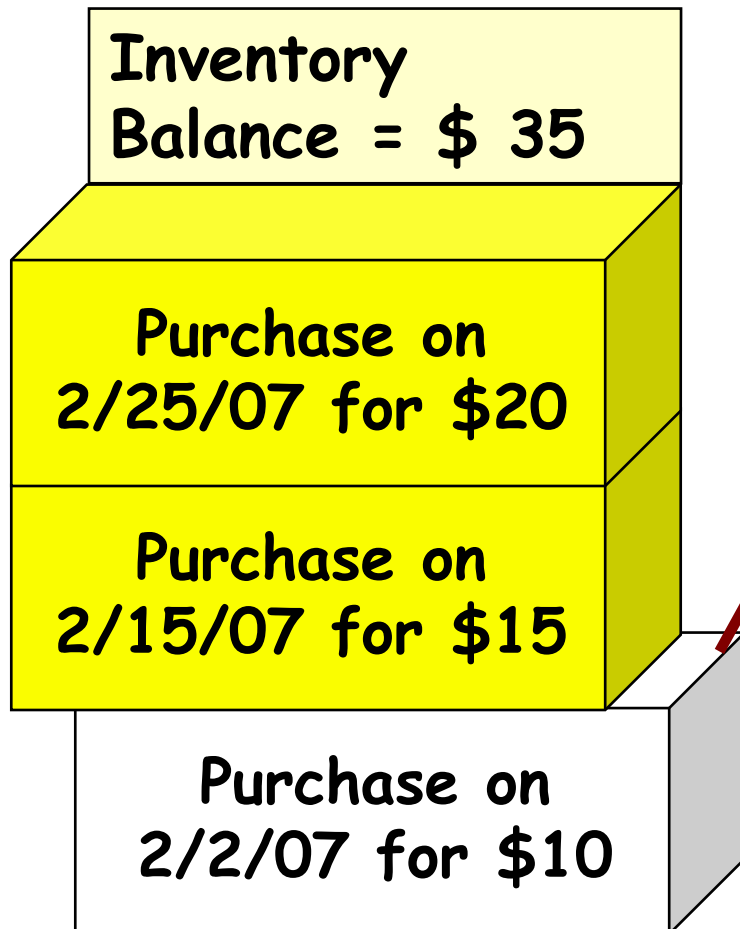 Inventory
Balance = $ 35
Purchase on
2/25/07 for $20
Purchase on
2/15/07 for $15
Purchase on
2/2/07 for $10